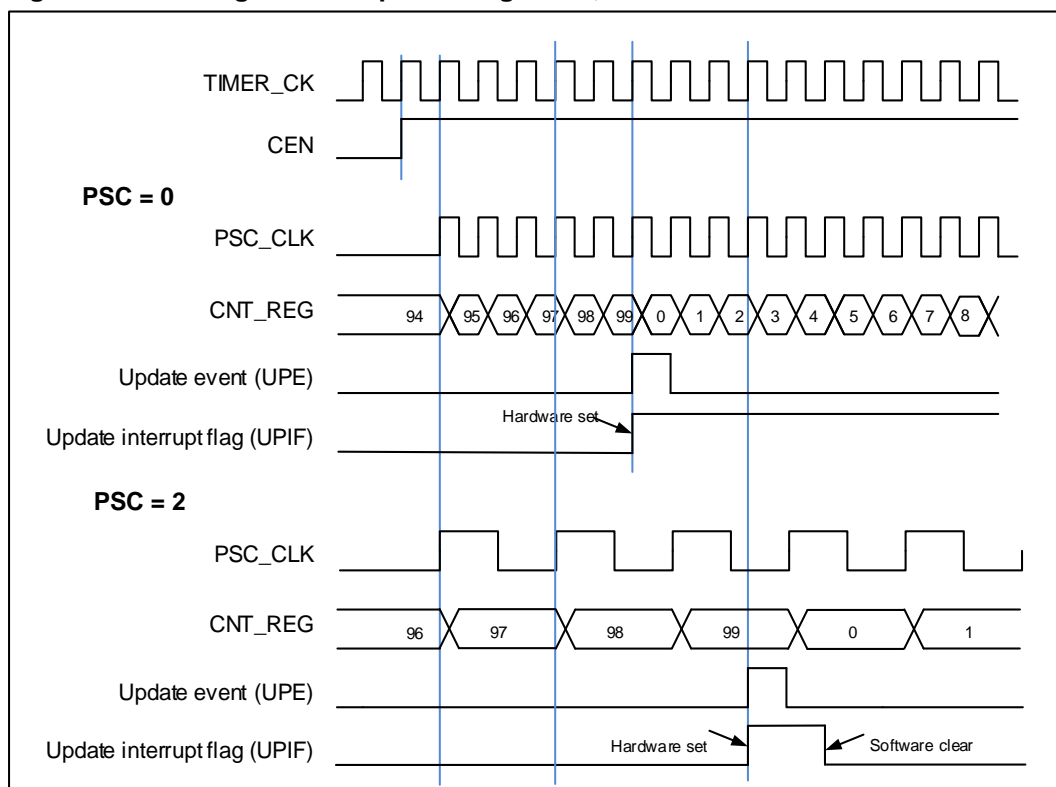 TIMER_CK
CEN
PSC = 0
PSC_CLK
CNT_REG 94 95 96 97 98 99 0 1 2 3 4 5 6 7 8
Update event (UPE)
Hardware set
Update interrupt flag (UPIF)
PSC = 2
PSC_CLK
CNT_REG 96 97 98 99 0 1
Update event (UPE)
Update interrupt flag (UPIF) Hardware set Software clear